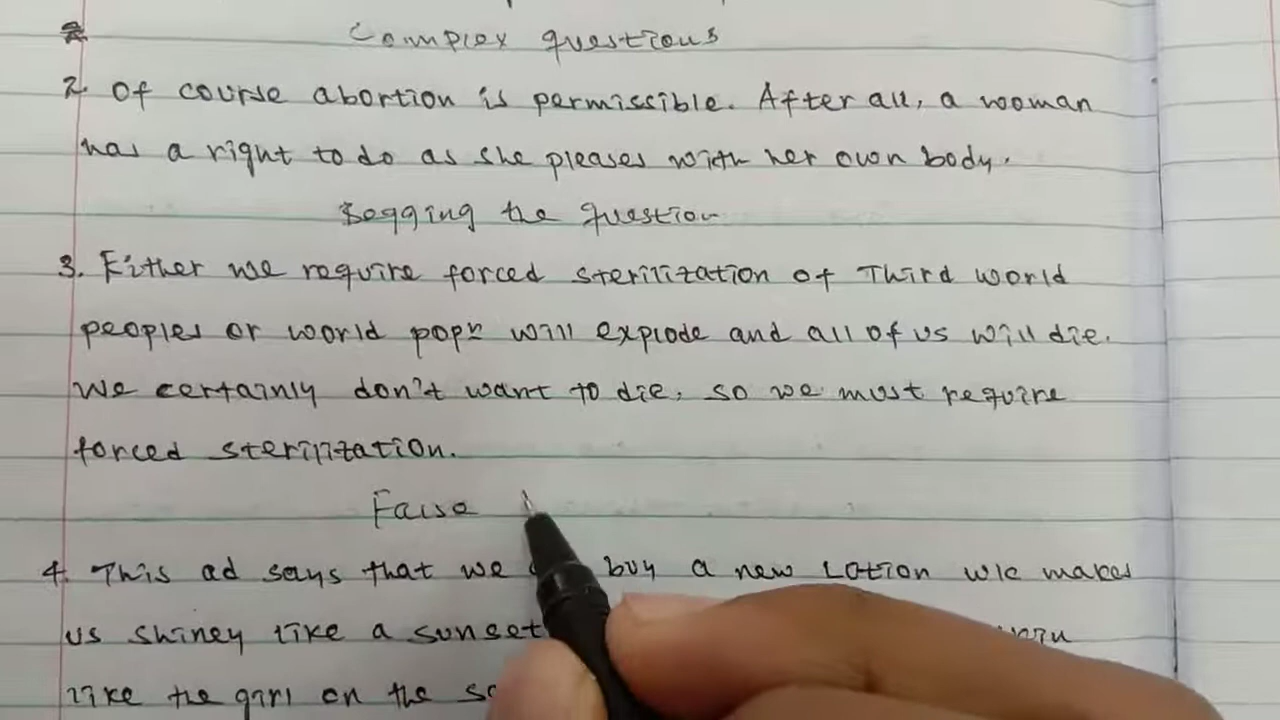 Complex questions
2. Of course abortion is permissible. After all, a wooman
has a right to do as she pleases with her own body.
Begging the question
3. Either we require forced sterilization of Third world
peoples or world popn will explode and all of us will die.
We certainly don't want to die, so we must require
forced sterilization.
False
4. This ad says that we buy a new Lotion wic makes
us shiney like a sunset
like the girl on the